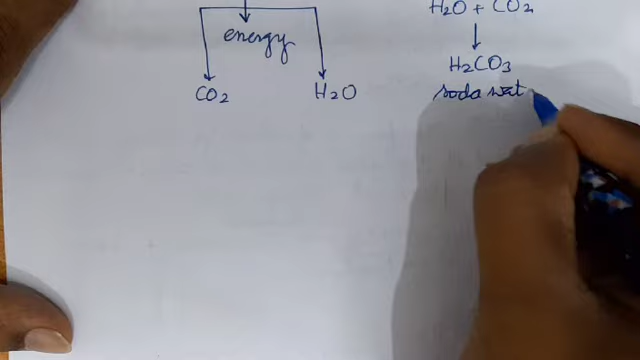 energy
CO2
H2O
H2O + CO2
H2CO3
soda wat